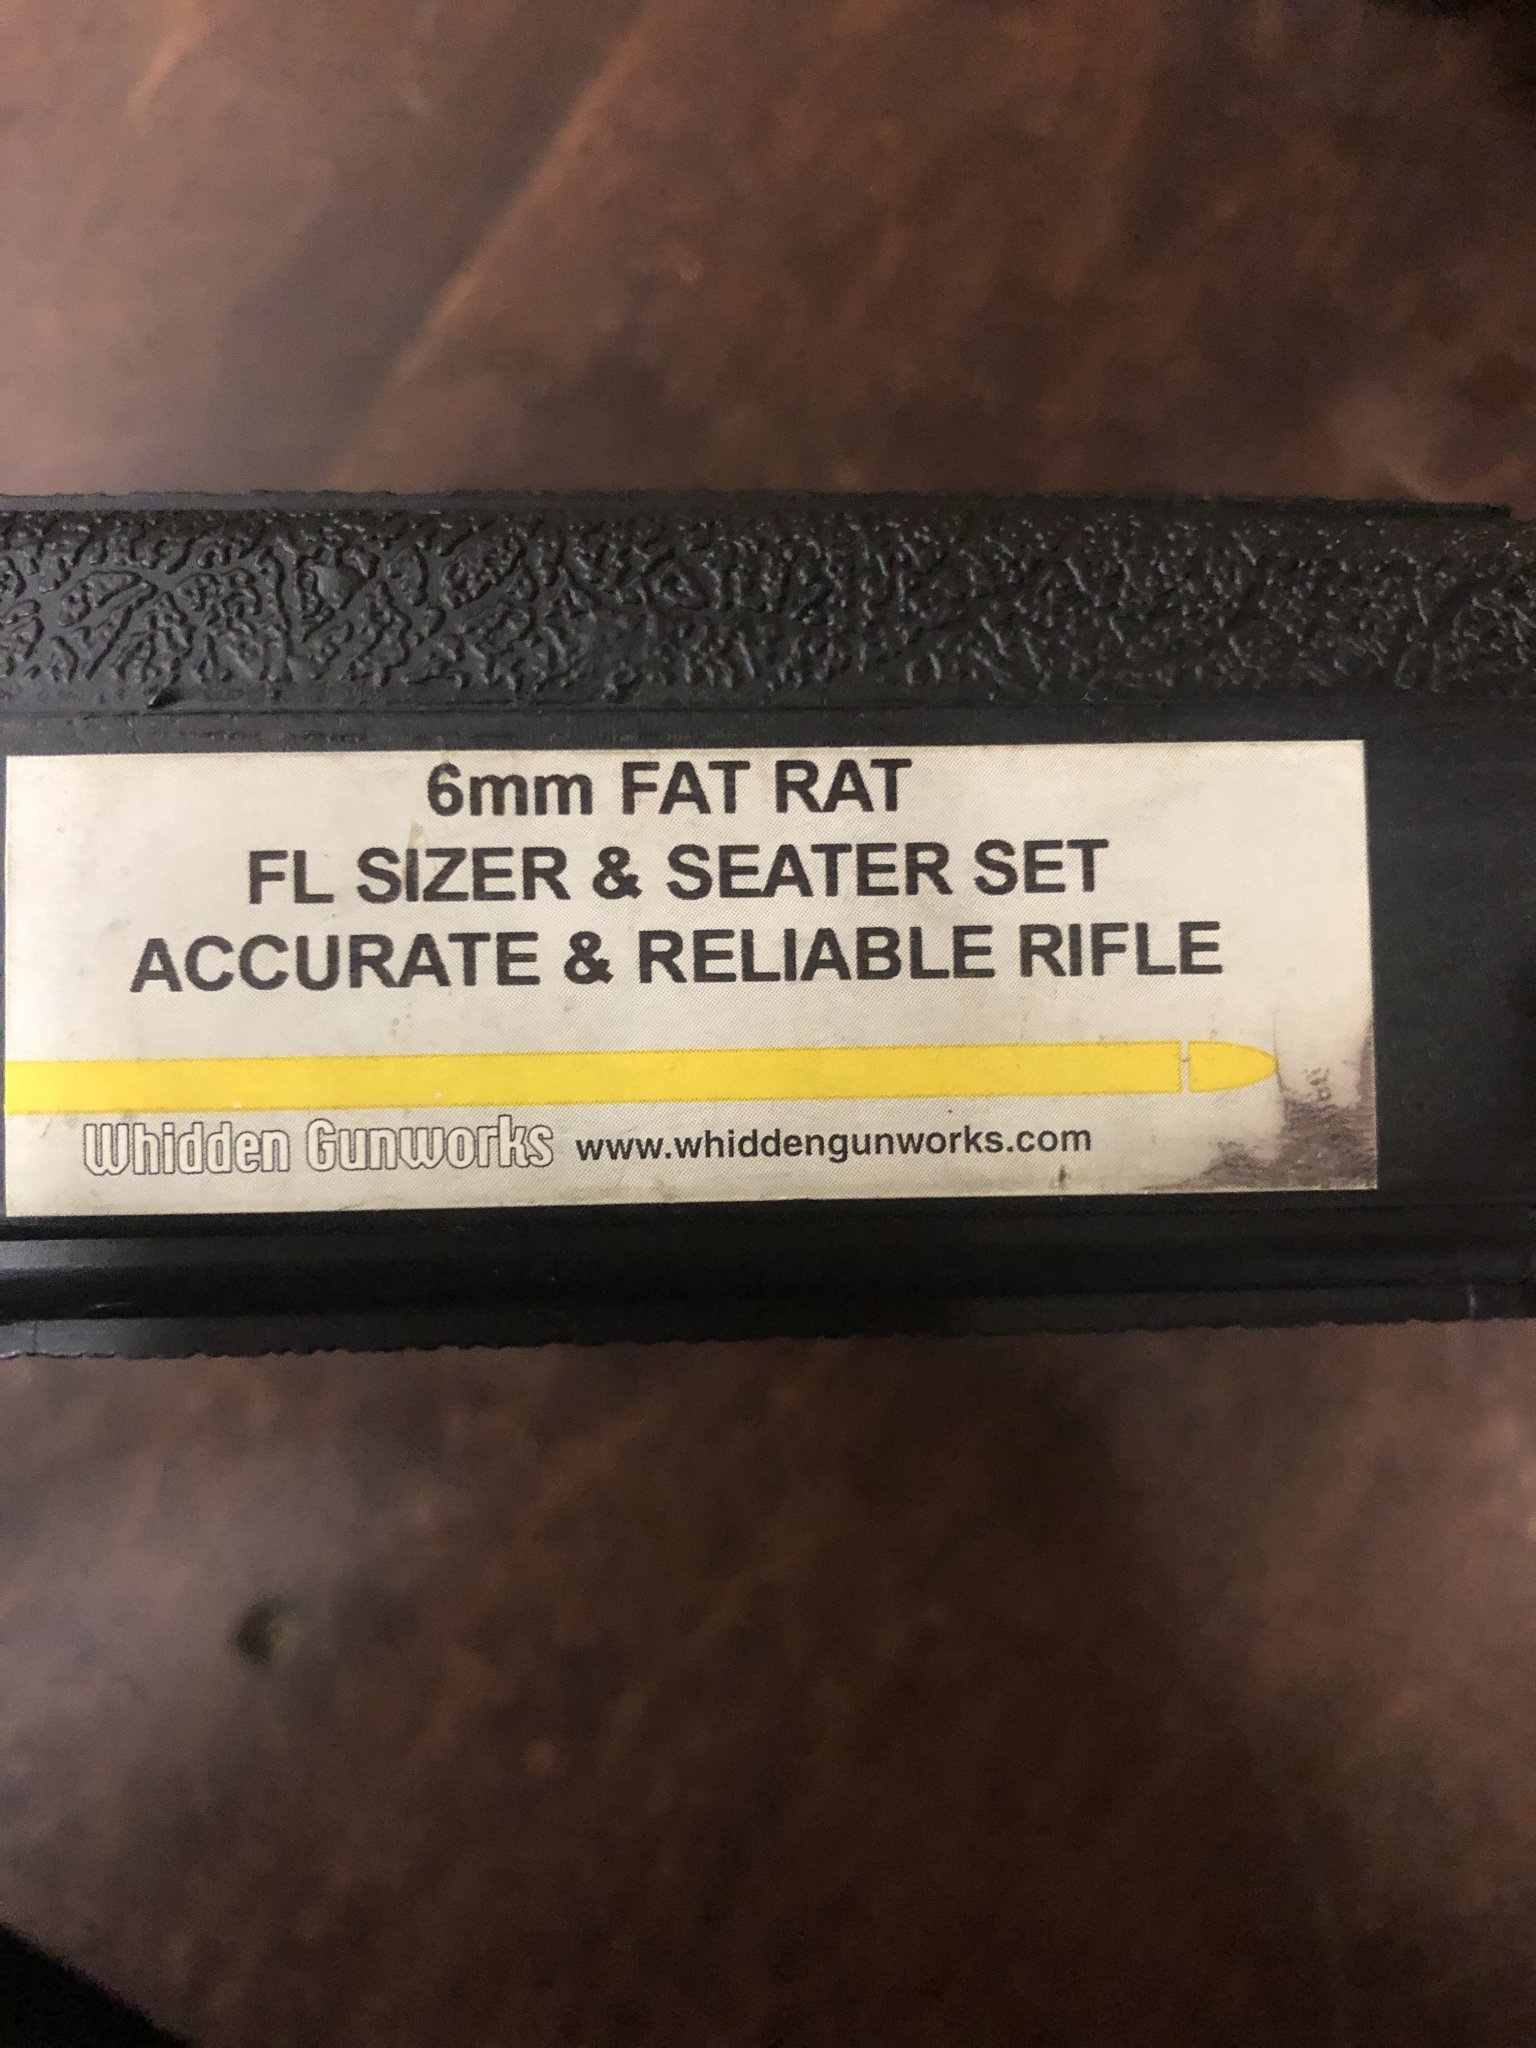 6mm FAT RAT
FL SIZER & SEATER SET
ACCURATE & RELIABLE RIFLE
Whidden Gunworks www.whiddengunworks.com